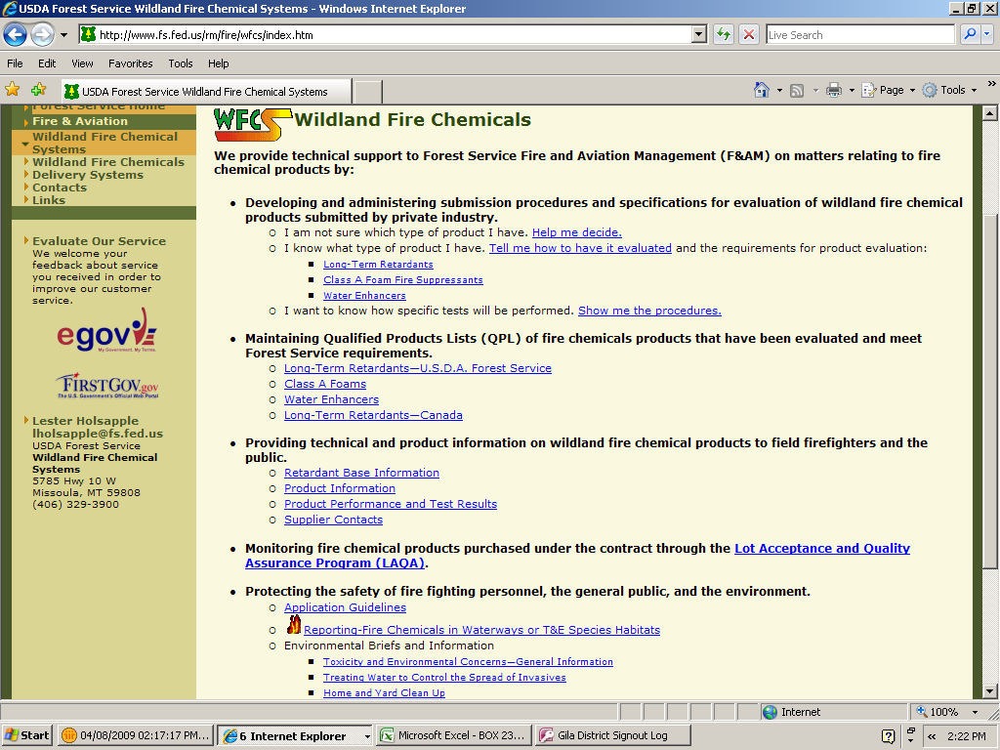 USDA Forest Service Wildland Fire Chemical Systems - Windows Internet Explorer
http://www.fs.fed.us/rm/fire/wfcs/index.htm
Live Search
File Edit View Favorites Tools Help
USDA Forest Service Wildland Fire Chemical Systems
Page Tools
Forest Service Home
Fire & Aviation
Wildland Fire Chemical
Systems
Wildland Fire Chemicals
Delivery Systems
Contacts
Links
Evaluate Our Service
We welcome your
feedback about service
you received in order to
improve our customer
service.
egov
My Government. My Terms.
FIRSTGOV.gov
The U.S. Government's Official Web Portal
Lester Holsapple
lholsapple@fs.fed.us
USDA Forest Service
Wildland Fire Chemical
Systems
5785 Hwy 10 W
Missoula, MT 59808
(406) 329-3900
WFCS Wildland Fire Chemicals
We provide technical support to Forest Service Fire and Aviation Management (F&AM) on matters relating to fire
chemical products by:
• Developing and administering submission procedures and specifications for evaluation of wildland fire chemical
products submitted by private industry.
I am not sure which type of product I have. Help me decide.
I know what type of product I have. Tell me how to have it evaluated and the requirements for product evaluation:
Long-Term Retardants
Class A Foam Fire Suppressants
Water Enhancers
I want to know how specific tests will be performed. Show me the procedures.
• Maintaining Qualified Products Lists (QPL) of fire chemicals products that have been evaluated and meet
Forest Service requirements.
Long-Term Retardants—U.S.D.A. Forest Service
Class A Foams
Water Enhancers
Long-Term Retardants—Canada
• Providing technical and product information on wildland fire chemical products to field firefighters and the
public.
Retardant Base Information
Product Information
Product Performance and Test Results
Supplier Contacts
• Monitoring fire chemical products purchased under the contract through the Lot Acceptance and Quality
Assurance Program (LAQA).
• Protecting the safety of fire fighting personnel, the general public, and the environment.
Application Guidelines
Reporting-Fire Chemicals in Waterways or T&E Species Habitats
Environmental Briefs and Information
Toxicity and Environmental Concerns—General Information
Treating Water to Control the Spread of Invasives
Home and Yard Clean Up
Internet 100%
Start 04/08/2009 02:17:17 PM... 6 Internet Explorer Microsoft Excel - BOX 23... Gila District Signout Log 2:22 PM